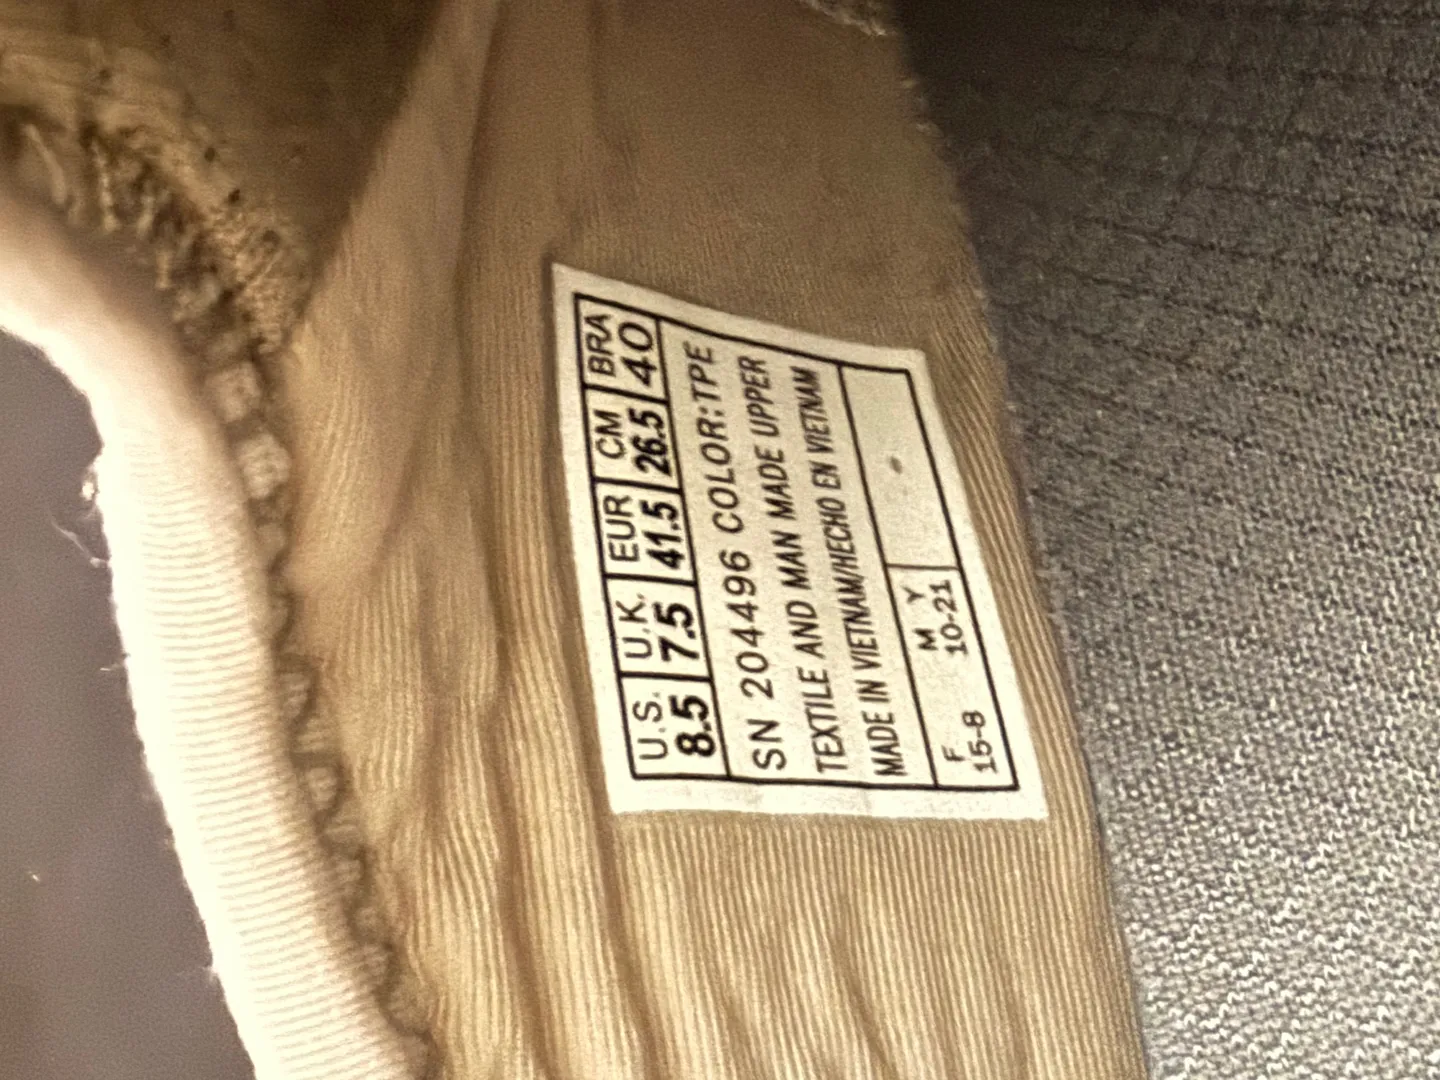 U.S. U.K. EUR CM BRA
8.5 7.5 41.5 26.5 40
SN 204496 COLOR:TPE
TEXTILE AND MAN MADE UPPER
MADE IN VIETNAM/HECHO EN VIETNAM
F M Y
15-8 10-21